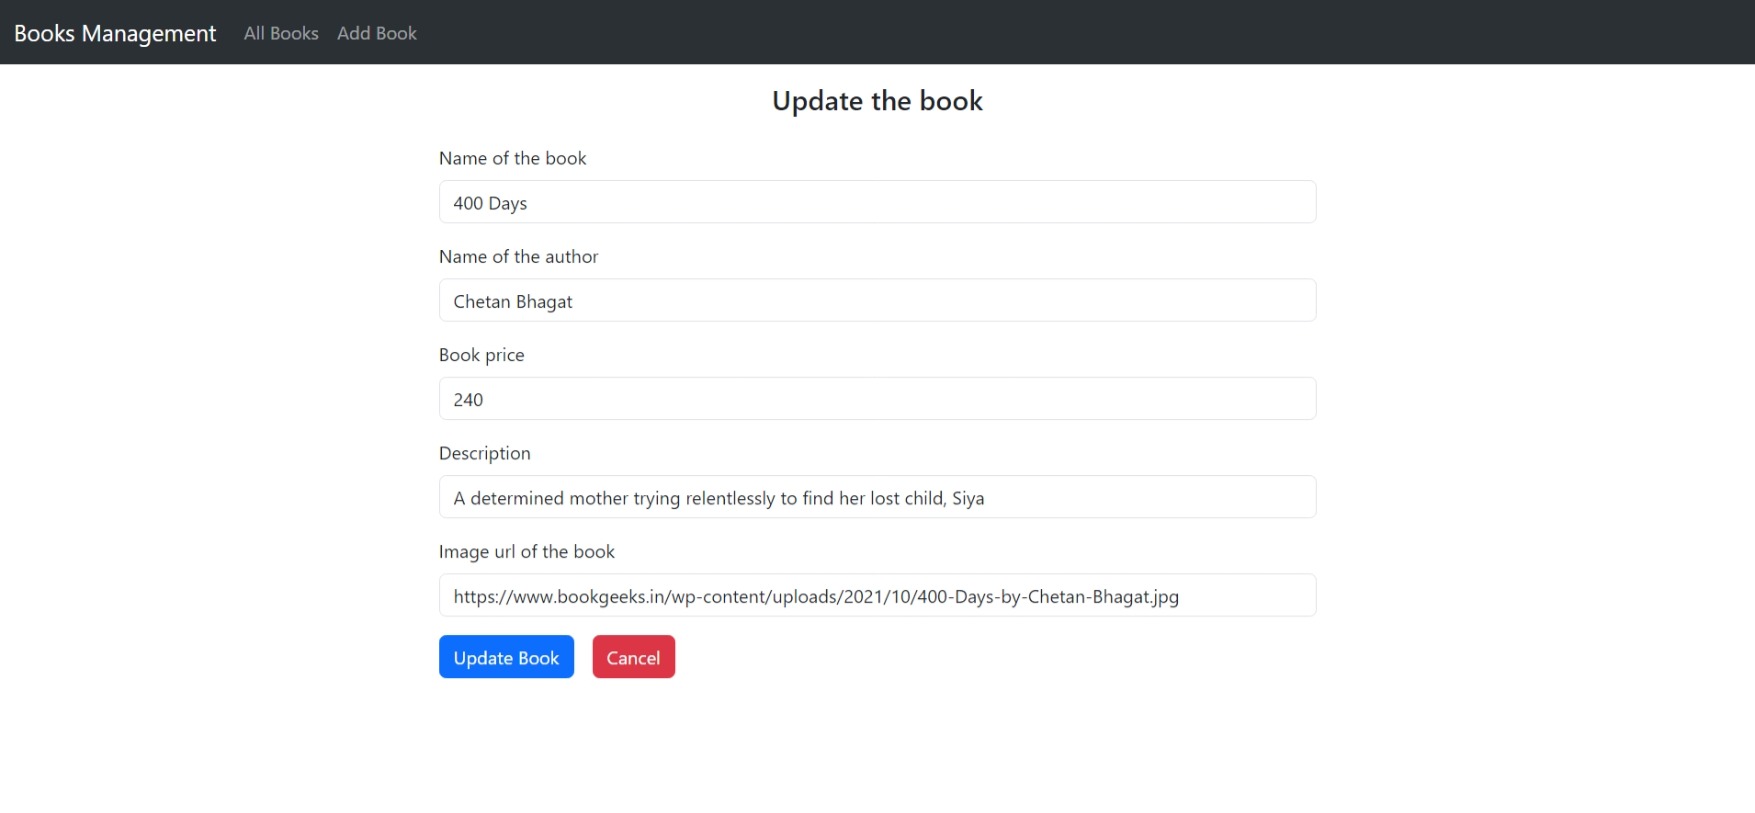 Books Management All Books Add Book
Update the book
Name of the book
400 Days
Name of the author
Chetan Bhagat
Book price
240
Description
A determined mother trying relentlessly to find her lost child, Siya
Image url of the book
https://www.bookgeeks.in/wp-content/uploads/2021/10/400-Days-by-Chetan-Bhagat.jpg
Update Book Cancel